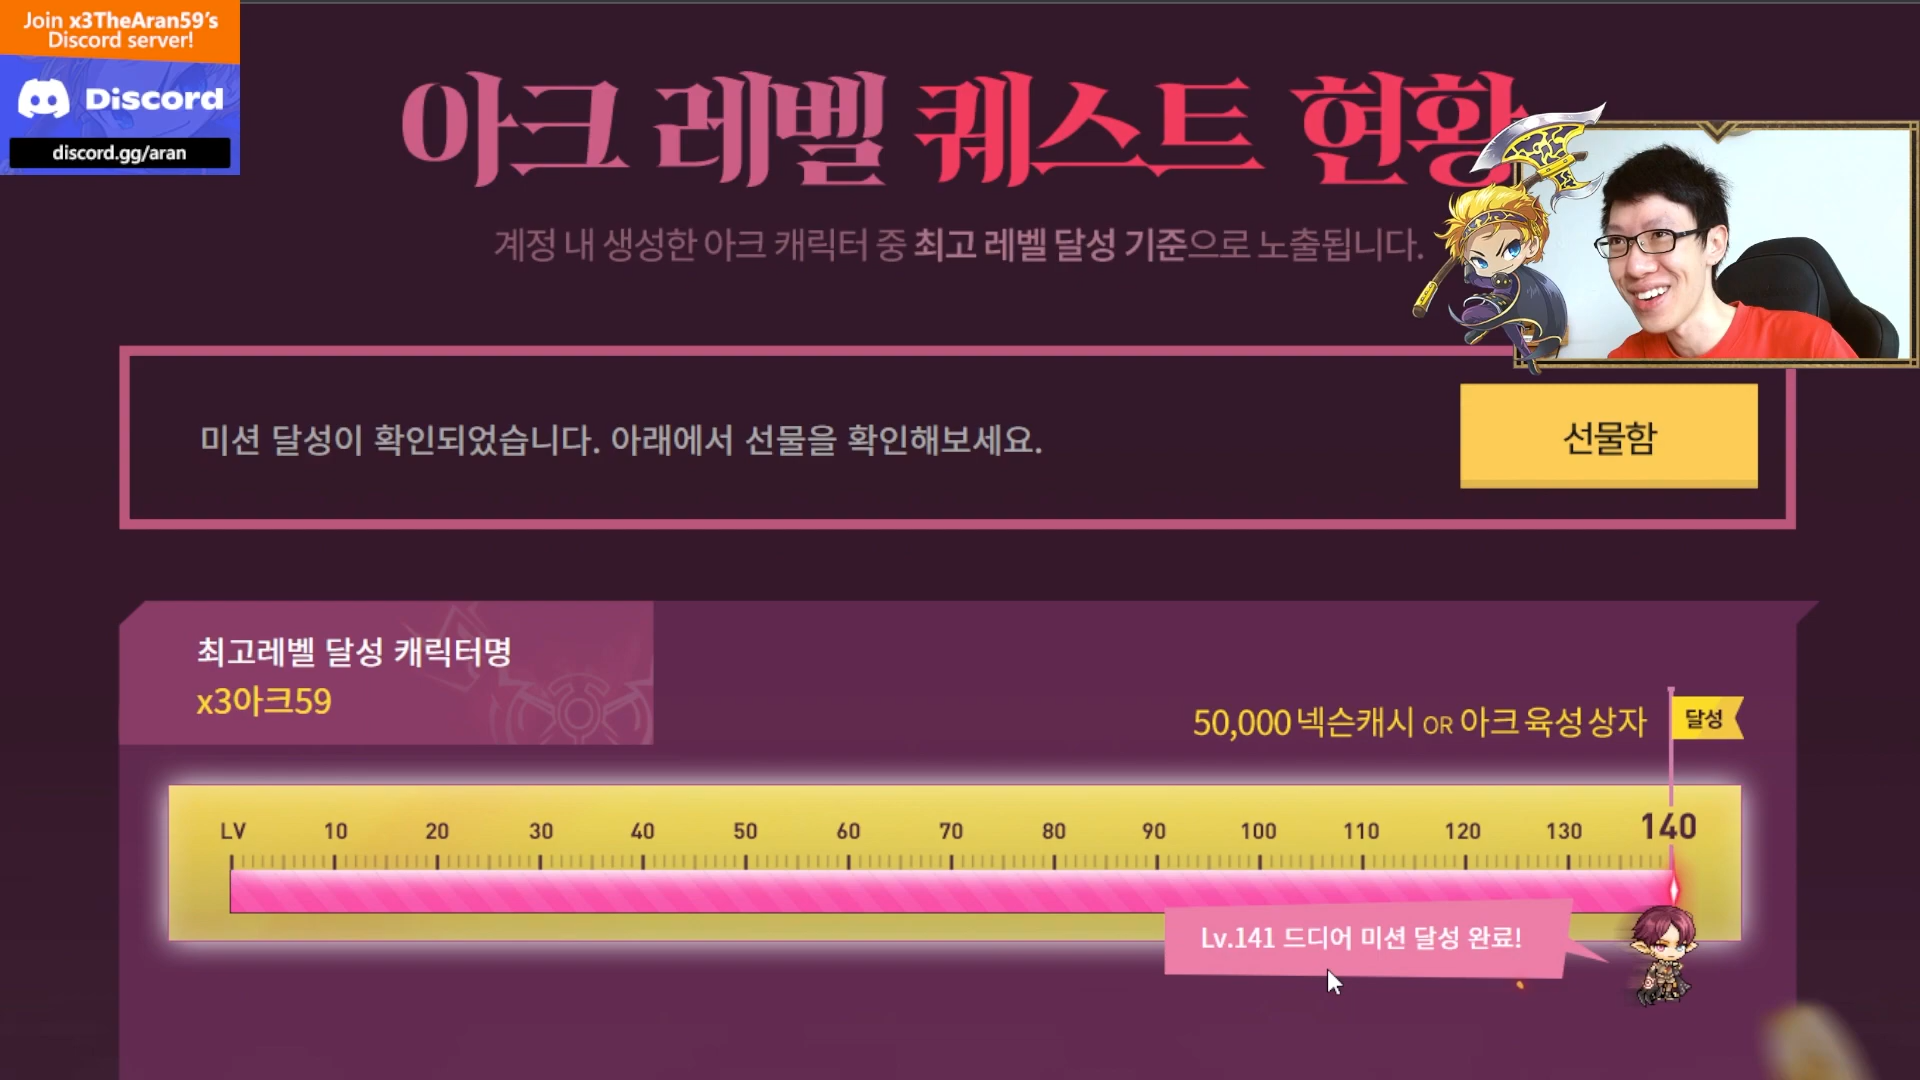 Join x3TheAran59's
Discord server!
Discord
discord.gg/aran
아크 레벨 퀘스트 현황
계정 내 생성한 아크 캐릭터 중 최고 레벨 달성 기준으로 노출됩니다.
미션 달성이 확인되었습니다. 아래에서 선물을 확인해보세요.
선물함
최고레벨 달성 캐릭터명
x3아크59
50,000 넥슨캐시 OR 아크 육성 상자
달성
LV 10 20 30 40 50 60 70 80 90 100 110 120 130 140
Lv.141 드디어 미션 달성 완료!